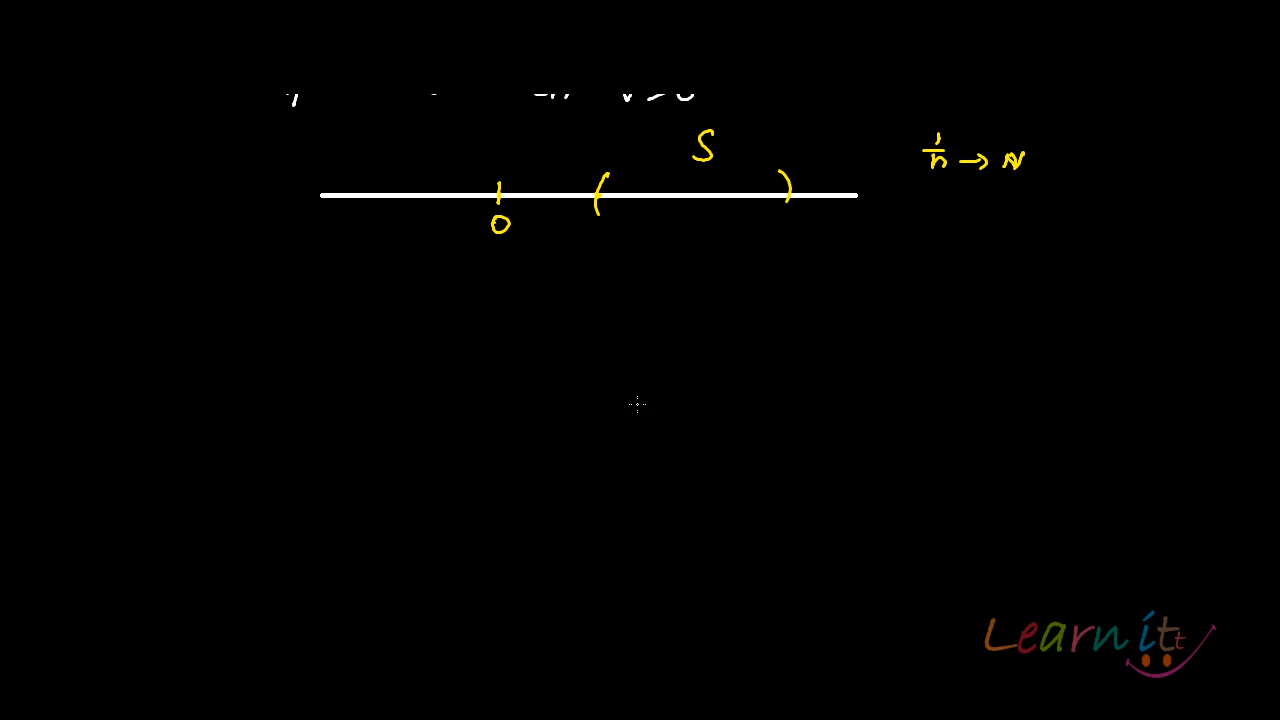 S
1/n → N
( )
0
Learnitt